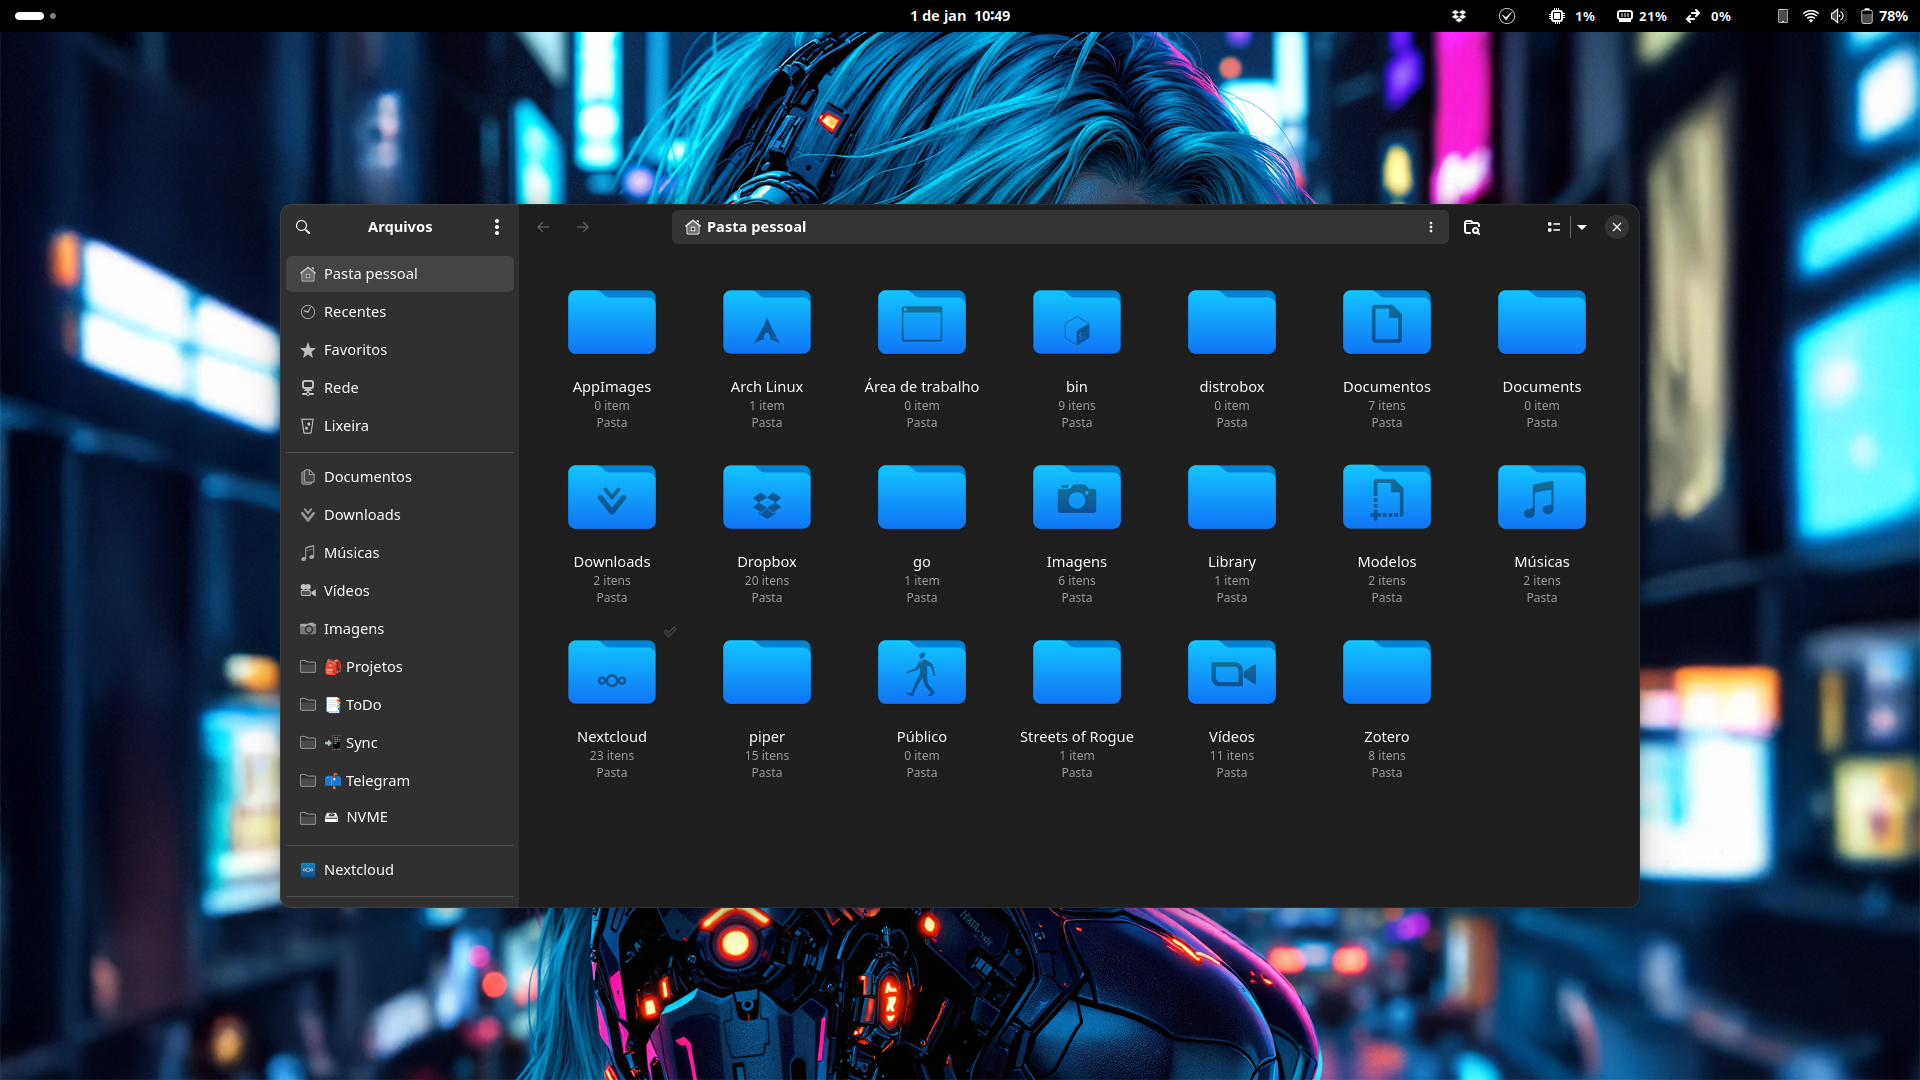 1 de jan 10:49
1%
21%
0%
78%
Arquivos
Pasta pessoal
Pasta pessoal
Recentes
Favoritos
Rede
Lixeira
Documentos
Downloads
Músicas
Vídeos
Imagens
Projetos
ToDo
Sync
Telegram
NVME
Nextcloud
AppImages
0 item
Pasta
Arch Linux
1 item
Pasta
Área de trabalho
0 item
Pasta
bin
9 itens
Pasta
distrobox
0 item
Pasta
Documentos
7 itens
Pasta
Documents
0 item
Pasta
Downloads
2 itens
Pasta
Dropbox
20 itens
Pasta
go
1 item
Pasta
Imagens
6 itens
Pasta
Library
1 item
Pasta
Modelos
2 itens
Pasta
Músicas
2 itens
Pasta
Nextcloud
23 itens
Pasta
piper
15 itens
Pasta
Público
0 item
Pasta
Streets of Rogue
1 item
Pasta
Vídeos
11 itens
Pasta
Zotero
8 itens
Pasta